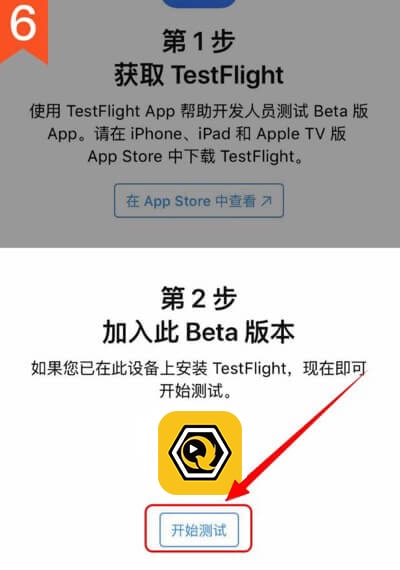 6
第 1 步
获取 TestFlight
使用 TestFlight App 帮助开发人员测试 Beta 版
App。请在 iPhone、iPad 和 Apple TV 版
App Store 中下载 TestFlight。
在 App Store 中查看↗
第 2 步
加入此 Beta 版本
如果您已在此设备上安装 TestFlight，现在即可
开始测试。
开始测试